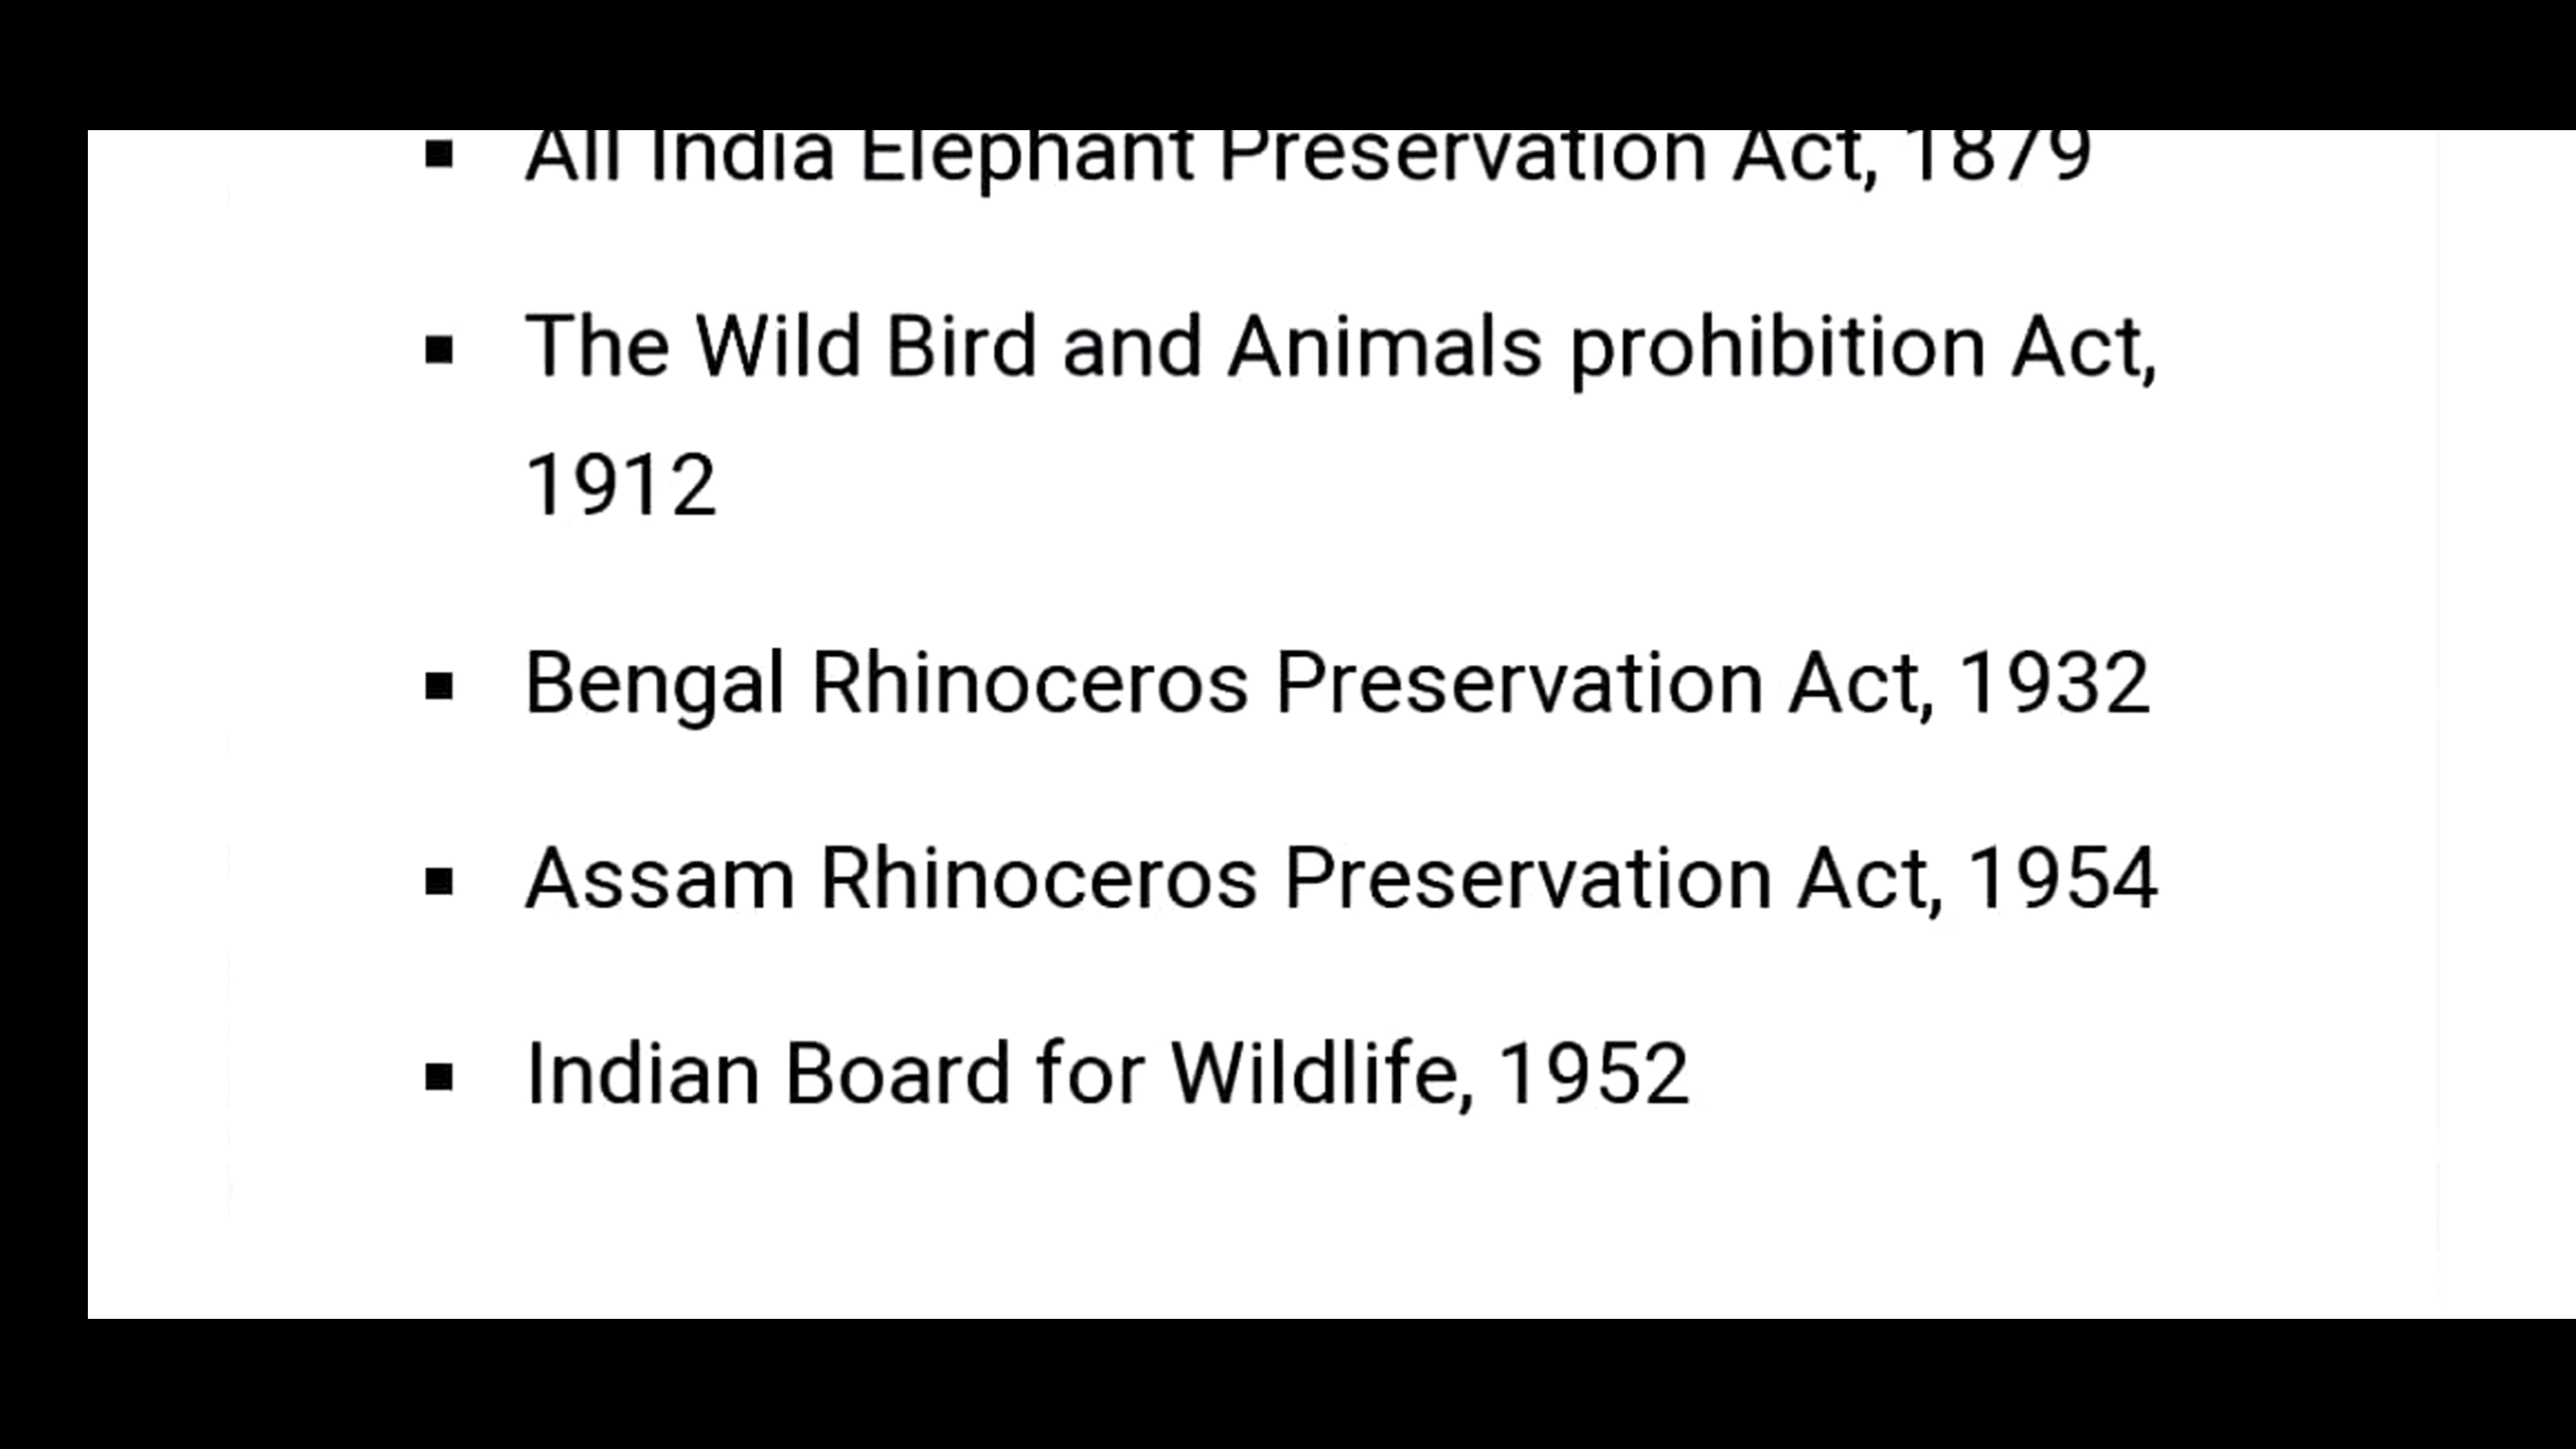 ▪ All India Elephant Preservation Act, 1879
▪ The Wild Bird and Animals prohibition Act,
1912
▪ Bengal Rhinoceros Preservation Act, 1932
▪ Assam Rhinoceros Preservation Act, 1954
▪ Indian Board for Wildlife, 1952